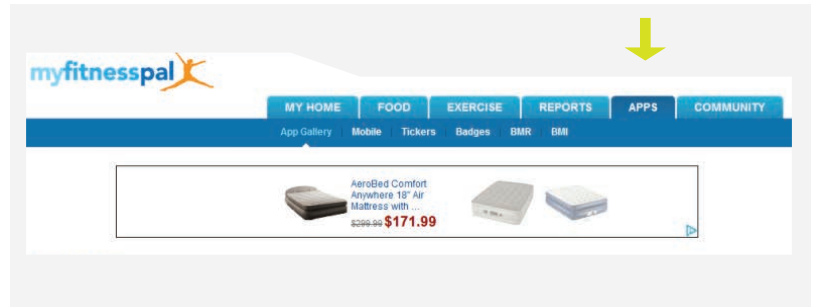 myfitnesspal
MY HOME FOOD EXERCISE REPORTS APPS COMMUNITY
App Gallery Mobile Tickers Badges BMR BMI
AeroBed Comfort
Anywhere 18" Air
Mattress with ...
$299.99 $171.99